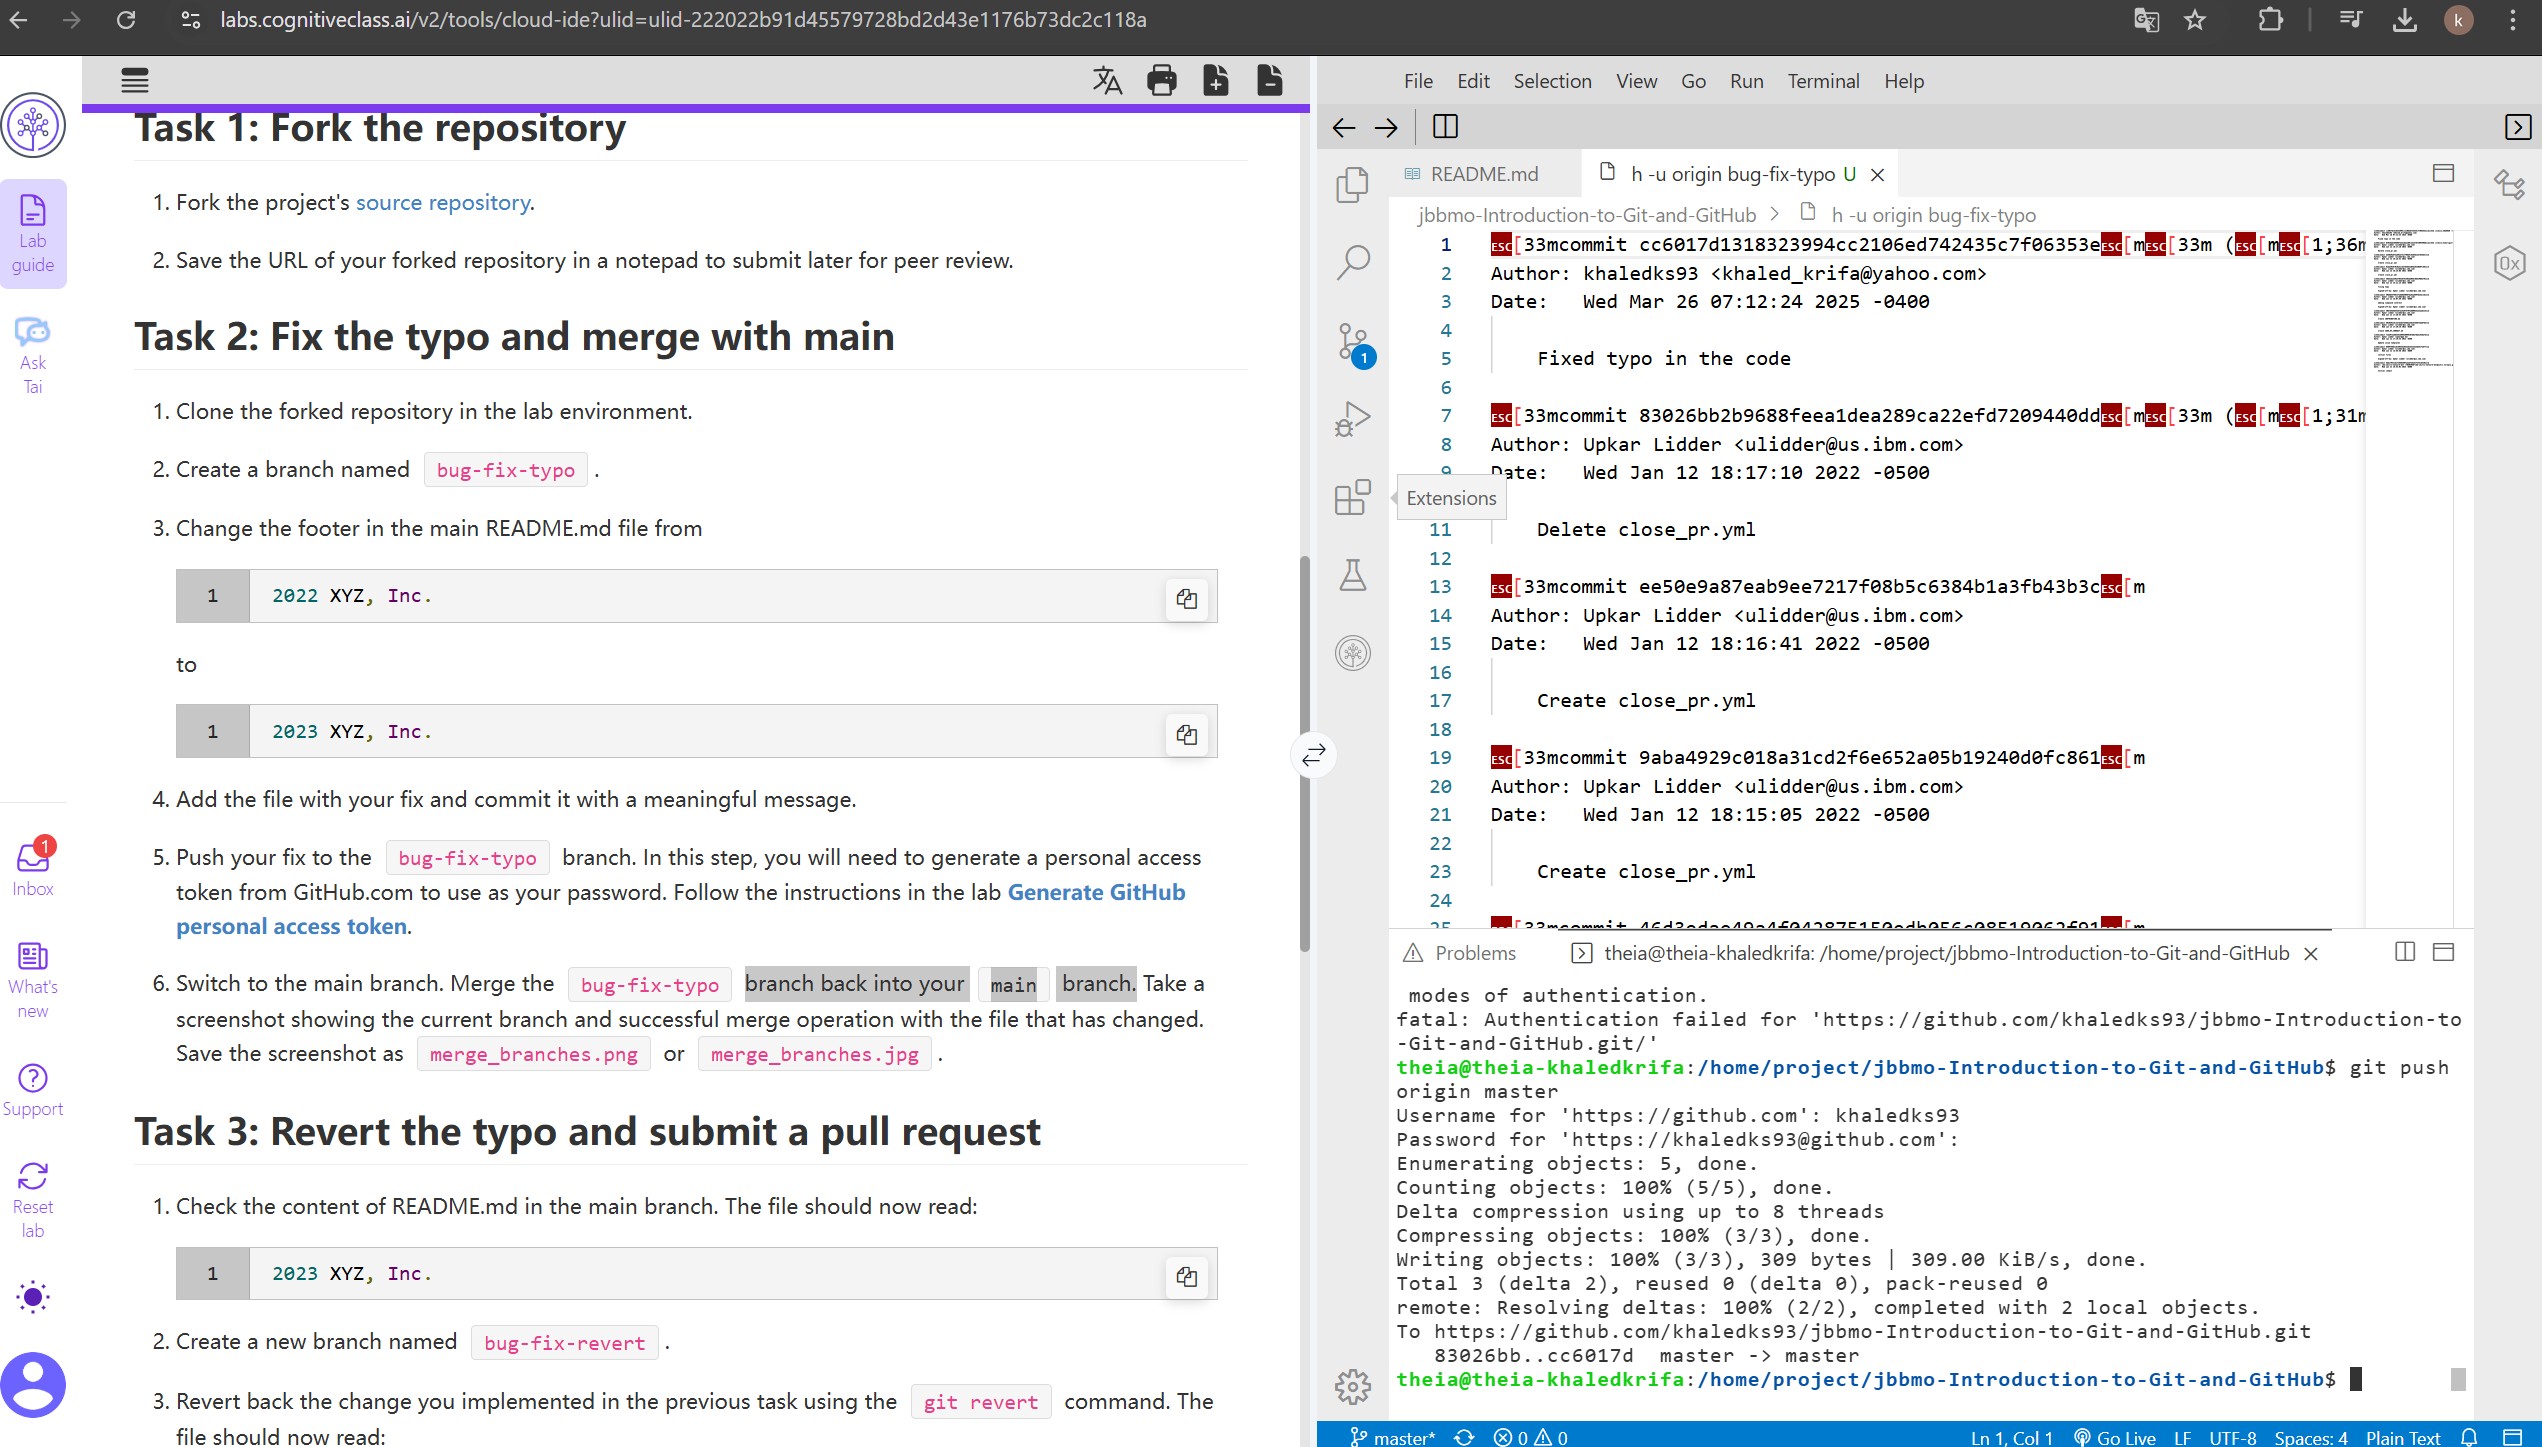 labs.cognitiveclass.ai/v2/tools/cloud-ide?ulid=ulid-222022b91d45579728bd2d43e1176b73dc2c118a
k
Lab guide
Ask Tai
1
Inbox
What's new
Support
Reset lab
Task 1: Fork the repository
1. Fork the project's source repository.
2. Save the URL of your forked repository in a notepad to submit later for peer review.
Task 2: Fix the typo and merge with main
1. Clone the forked repository in the lab environment.
2. Create a branch named bug-fix-typo .
3. Change the footer in the main README.md file from
1 2022 XYZ, Inc.
to
1 2023 XYZ, Inc.
4. Add the file with your fix and commit it with a meaningful message.
5. Push your fix to the bug-fix-typo branch. In this step, you will need to generate a personal access
token from GitHub.com to use as your password. Follow the instructions in the lab Generate GitHub
personal access token.
6. Switch to the main branch. Merge the bug-fix-typo branch back into your main branch. Take a
screenshot showing the current branch and successful merge operation with the file that has changed.
Save the screenshot as merge_branches.png or merge_branches.jpg .
Task 3: Revert the typo and submit a pull request
1. Check the content of README.md in the main branch. The file should now read:
1 2023 XYZ, Inc.
2. Create a new branch named bug-fix-revert .
3. Revert back the change you implemented in the previous task using the git revert command. The
file should now read:
File Edit Selection View Go Run Terminal Help
README.md
h -u origin bug-fix-typo U
jbbmo-Introduction-to-Git-and-GitHub > h -u origin bug-fix-typo
1
Extensions
0x
1 ESC[33mcommit cc6017d1318323994cc2106ed742435c7f06353eESC[mESC[33m (ESC[mESC[1;36m
2 Author: khaledks93 <khaled_krifa@yahoo.com>
3 Date:   Wed Mar 26 07:12:24 2025 -0400
4
5 Fixed typo in the code
6
7 ESC[33mcommit 83026bb2b9688feea1dea289ca22efd7209440ddESC[mESC[33m (ESC[mESC[1;31m
8 Author: Upkar Lidder <ulidder@us.ibm.com>
9 Date:   Wed Jan 12 18:17:10 2022 -0500
11 Delete close_pr.yml
12
13 ESC[33mcommit ee50e9a87eab9ee7217f08b5c6384b1a3fb43b3cESC[m
14 Author: Upkar Lidder <ulidder@us.ibm.com>
15 Date:   Wed Jan 12 18:16:41 2022 -0500
16
17 Create close_pr.yml
18
19 ESC[33mcommit 9aba4929c018a31cd2f6e652a05b19240d0fc861ESC[m
20 Author: Upkar Lidder <ulidder@us.ibm.com>
21 Date:   Wed Jan 12 18:15:05 2022 -0500
22
23 Create close_pr.yml
24
Problems
theia@theia-khaledkrifa: /home/project/jbbmo-Introduction-to-Git-and-GitHub
modes of authentication.
fatal: Authentication failed for 'https://github.com/khaledks93/jbbmo-Introduction-to
-Git-and-GitHub.git/'
theia@theia-khaledkrifa:/home/project/jbbmo-Introduction-to-Git-and-GitHub$ git push
origin master
Username for 'https://github.com': khaledks93
Password for 'https://khaledks93@github.com':
Enumerating objects: 5, done.
Counting objects: 100% (5/5), done.
Delta compression using up to 8 threads
Compressing objects: 100% (3/3), done.
Writing objects: 100% (3/3), 309 bytes | 309.00 KiB/s, done.
Total 3 (delta 2), reused 0 (delta 0), pack-reused 0
remote: Resolving deltas: 100% (2/2), completed with 2 local objects.
To https://github.com/khaledks93/jbbmo-Introduction-to-Git-and-GitHub.git
83026bb..cc6017d  master -> master
theia@theia-khaledkrifa:/home/project/jbbmo-Introduction-to-Git-and-GitHub$
master* 0 0 Ln 1, Col 1 Go Live LF UTF-8 Spaces: 4 Plain Text